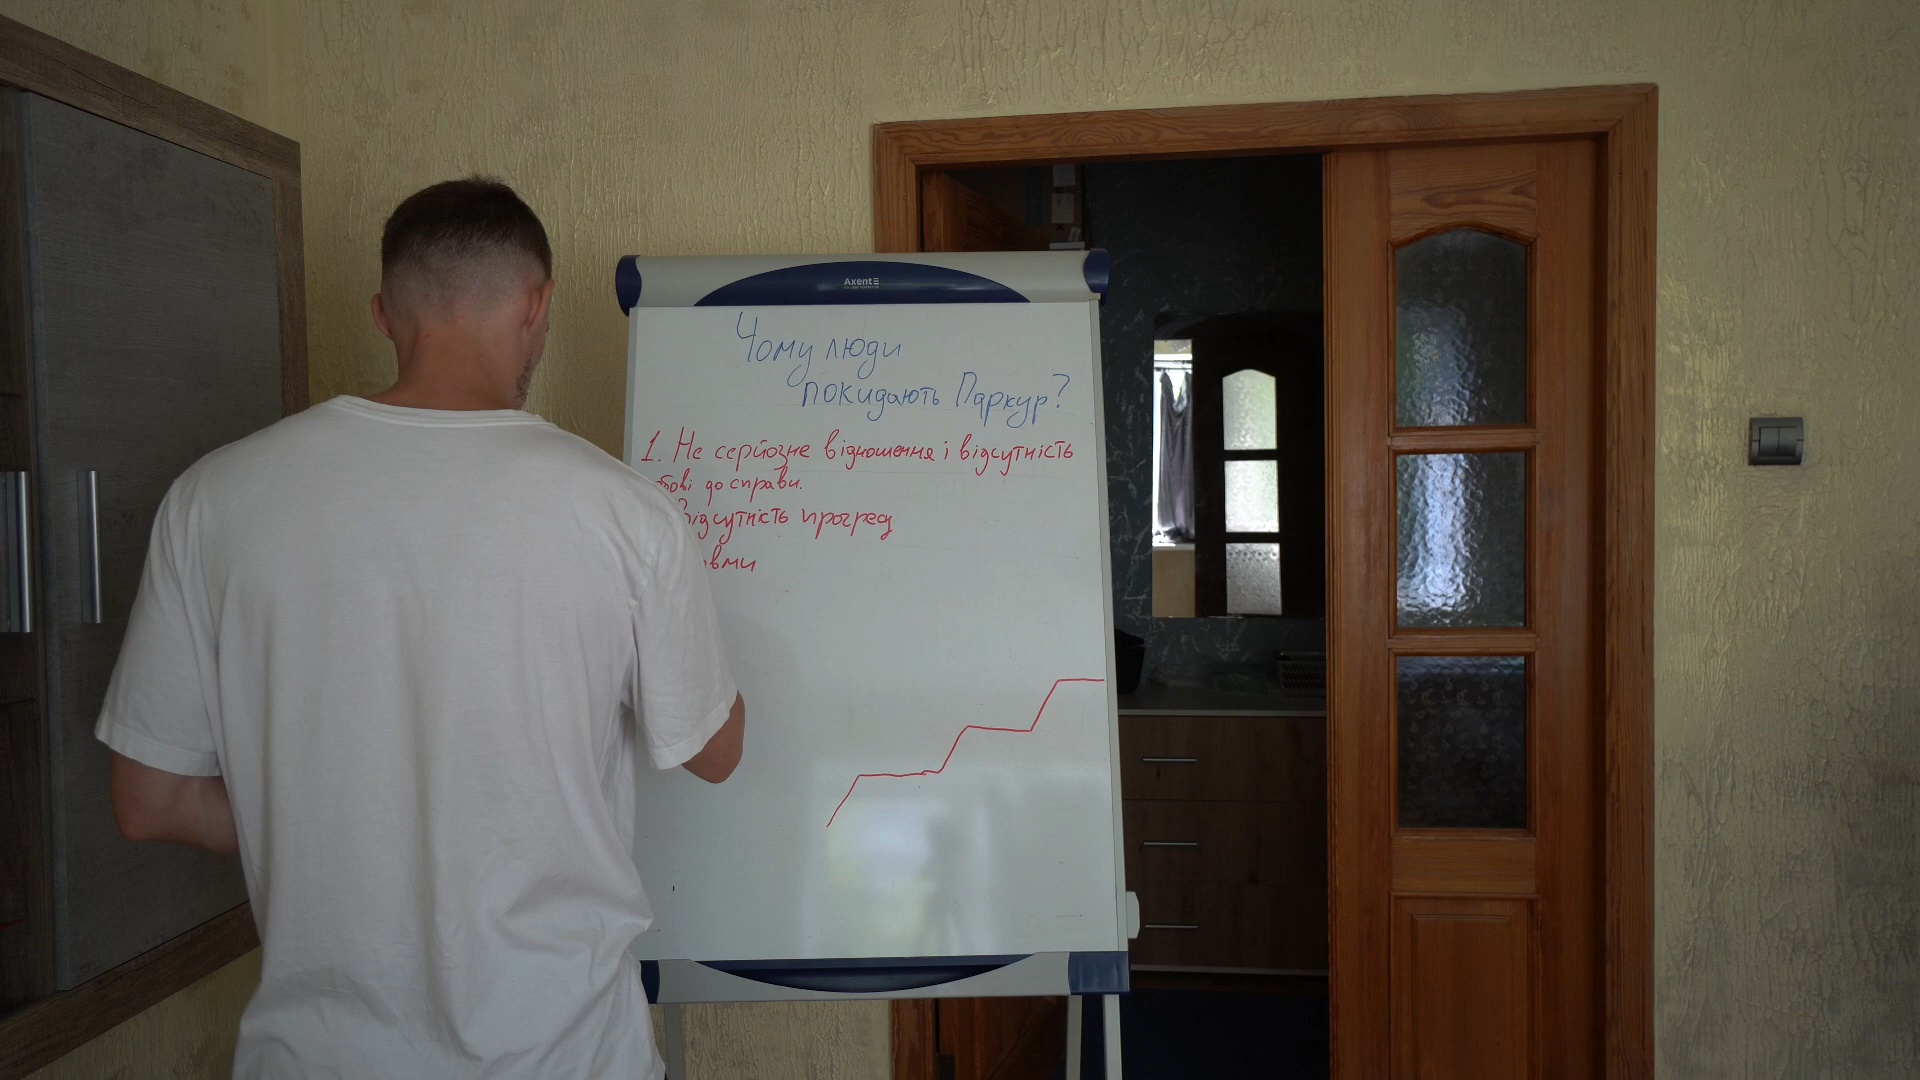 Axent
Чому люди
покидають Паркур?
1. Не серйозне відношення і відсутність
до справи.
Відсутність прогресу